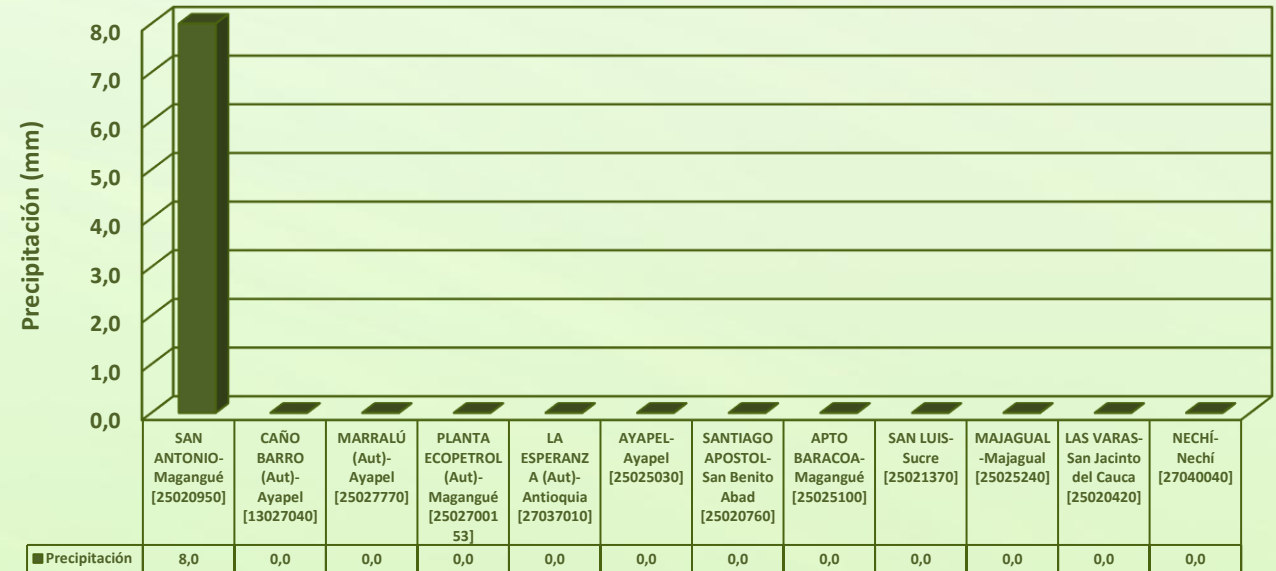 Precipitación (mm)
8,0
7,0
6,0
5,0
4,0
3,0
2,0
1,0
0,0
SAN
ANTONIO-
Magangué
[25020950]
CAÑO
BARRO
(Aut)-
Ayapel
[13027040]
MARRALÚ
(Aut)-
Ayapel
[25027770]
PLANTA
ECOPETROL
(Aut)-
Magangué
[25027001
53]
LA
ESPERANZ
A (Aut)-
Antioquia
[27037010]
AYAPEL-
Ayapel
[25025030]
SANTIAGO
APOSTOL-
San Benito
Abad
[25020760]
APTO
BARACOA-
Magangué
[25025100]
SAN LUIS-
Sucre
[25021370]
MAJAGUAL
-Majagual
[25025240]
LAS VARAS-
San Jacinto
del Cauca
[25020420]
NECHÍ-
Nechí
[27040040]
Precipitación 8,0 0,0 0,0 0,0 0,0 0,0 0,0 0,0 0,0 0,0 0,0 0,0